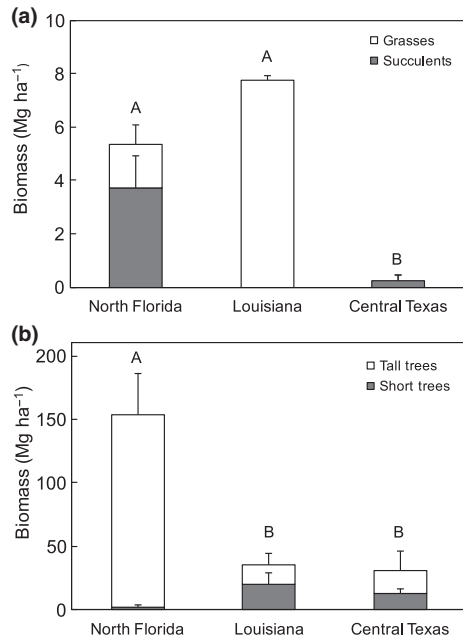 (a)
Biomass (Mg ha⁻¹)
10
8
6
4
2
0
Grasses
Succulents
A
A
B
North Florida Louisiana Central Texas
(b)
Biomass (Mg ha⁻¹)
200
150
100
50
0
Tall trees
Short trees
A
B
B
North Florida Louisiana Central Texas